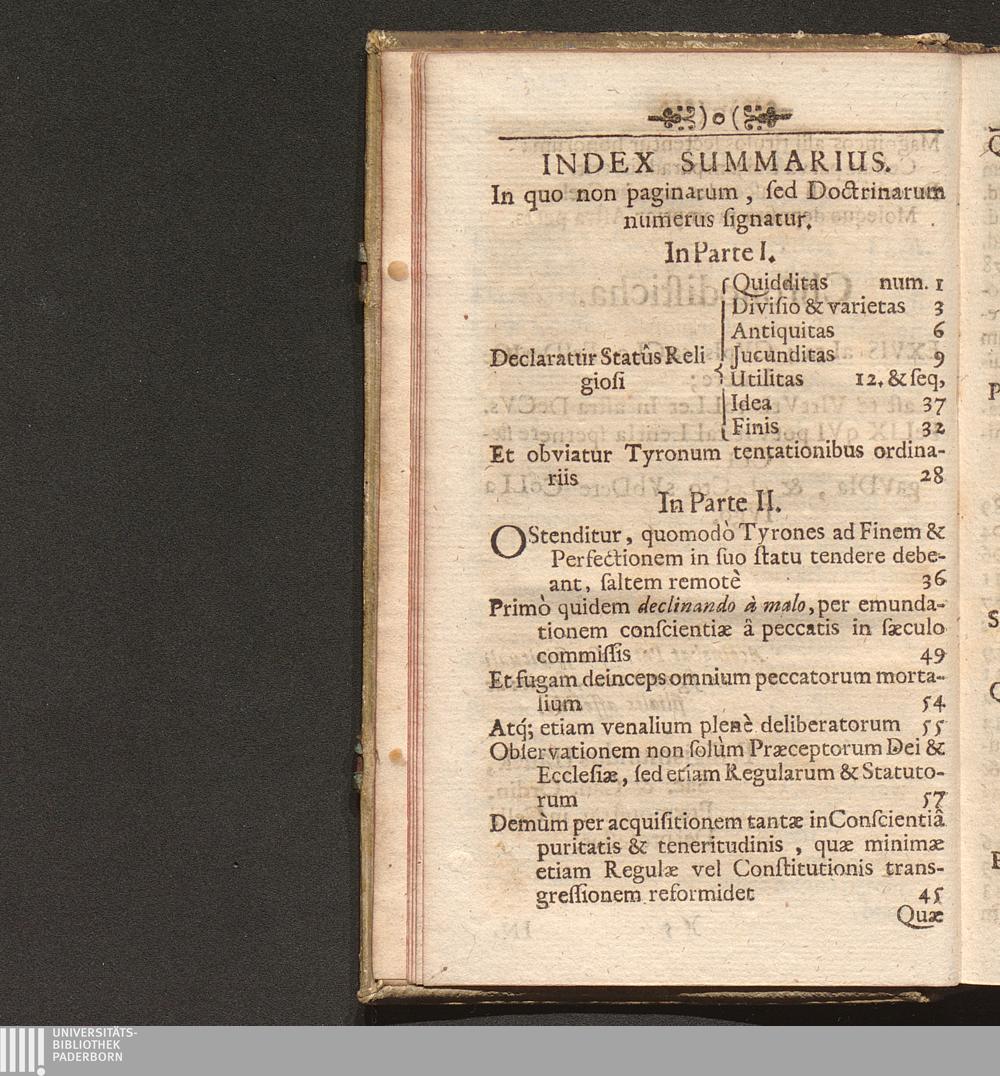 ) o (
INDEX SUMMARIUS.
In quo non paginarum, ſed Doctrinarum
numerus ſignatur.
In Parte I.
Quidditas num. 1
Diviſio & varietas 3
Antiquitas 6
Declaratur Statûs Reli
gioſi
Jucunditas 9
Utilitas 12. & ſeq,
Idea 37
Finis 32
Et obviatur Tyronum tentationibus ordina-
riis 28
In Parte II.
OStenditur, quomodò Tyrones ad Finem &
Perfectionem in ſuo ſtatu tendere debe-
ant, ſaltem remotè 36
Primò quidem declinando à malo, per emunda-
tionem conſcientiæ â peccatis in ſæculo
commiſſis 49
Et fugam deinceps omnium peccatorum morta-
lium 54
Atq́; etiam venalium plenè deliberatorum 55
Obſervationem non ſolùm Præceptorum Dei &
Eccleſiæ, ſed etíam Regularum & Statuto-
rum 57
Demùm per acquiſitionem tantæ in Conſcientiâ
puritatis & teneritudinis, quæ minimæ
etiam Regulæ vel Conſtitutionis trans-
greſſionem reformidet 45
Quæ
UNIVERSITÄTS-
BIBLIOTHEK
PADERBORN